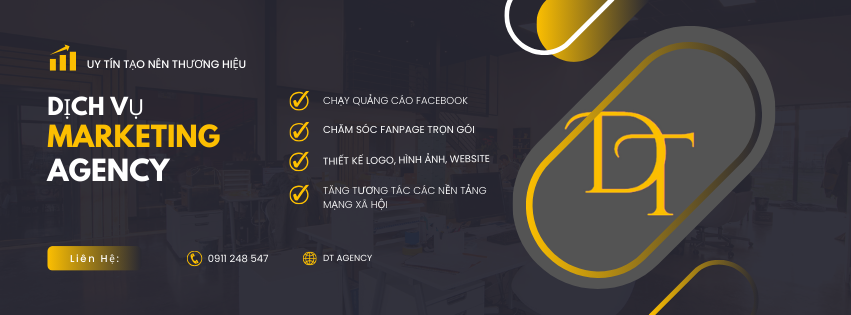 UY TÍN TẠO NÊN THƯƠNG HIỆU
DỊCH VỤ
MARKETING
AGENCY
CHẠY QUẢNG CÁO FACEBOOK
CHĂM SÓC FANPAGE TRỌN GÓI
THIẾT KẾ LOGO, HÌNH ẢNH, WEBSITE
TĂNG TƯƠNG TÁC CÁC NỀN TẢNG
MẠNG XÃ HỘI
DT
Liên Hệ:
0911 248 547
DT AGENCY